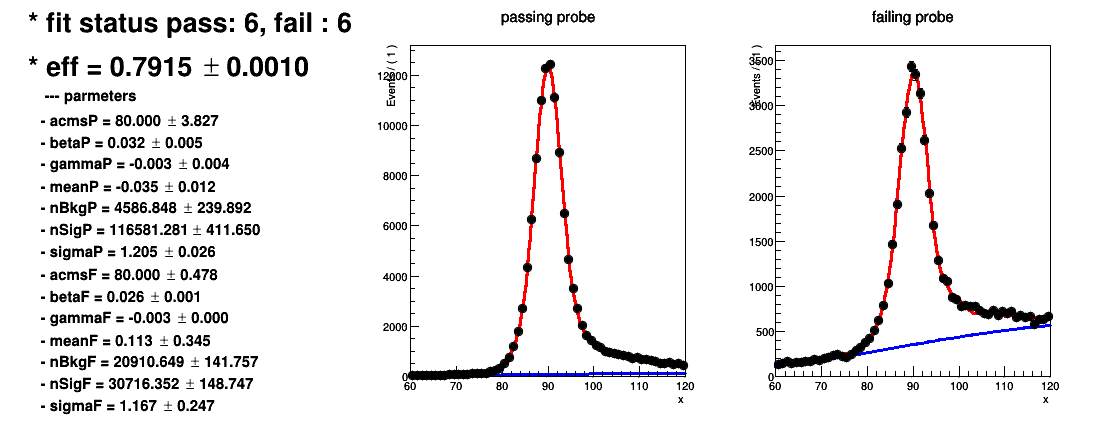 * fit status pass: 6, fail : 6
* eff = 0.7915 ± 0.0010
--- parmeters
- acmsP = 80.000 ± 3.827
- betaP = 0.032 ± 0.005
- gammaP = -0.003 ± 0.004
- meanP = -0.035 ± 0.012
- nBkgP = 4586.848 ± 239.892
- nSigP = 116581.281 ± 411.650
- sigmaP = 1.205 ± 0.026
- acmsF = 80.000 ± 0.478
- betaF = 0.026 ± 0.001
- gammaF = -0.003 ± 0.000
- meanF = 0.113 ± 0.345
- nBkgF = 20910.649 ± 141.757
- nSigF = 30716.352 ± 148.747
- sigmaF = 1.167 ± 0.247
passing probe
Events / ( 1 )
12000
10000
8000
6000
4000
2000
0
60 70 80 90 100 110 120
x
failing probe
Events / ( 1 )
3500
3000
2500
2000
1500
1000
500
0
60 70 80 90 100 110 120
x